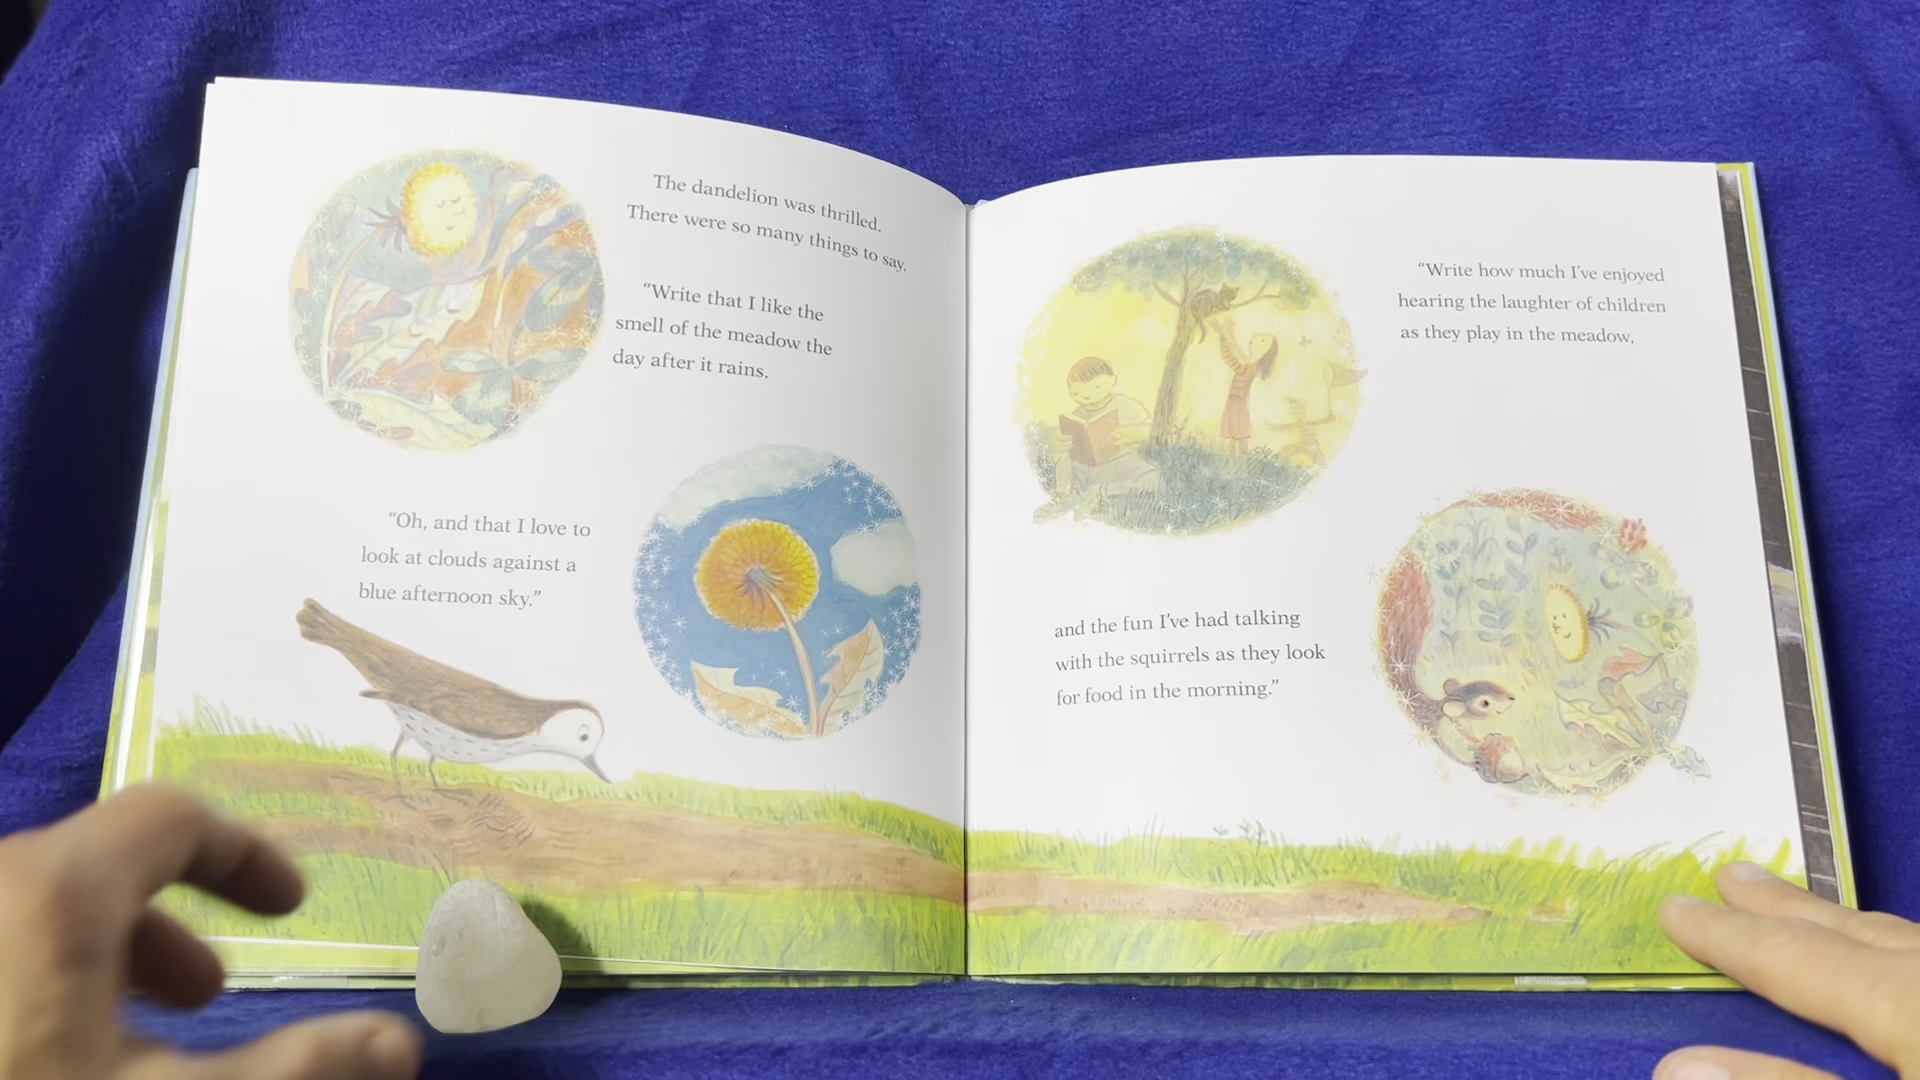 The dandelion was thrilled.
There were so many things to say.
“Write that I like the
smell of the meadow the
day after it rains.
“Oh, and that I love to
look at clouds against a
blue afternoon sky.”
“Write how much I’ve enjoyed
hearing the laughter of children
as they play in the meadow,
and the fun I’ve had talking
with the squirrels as they look
for food in the morning.”